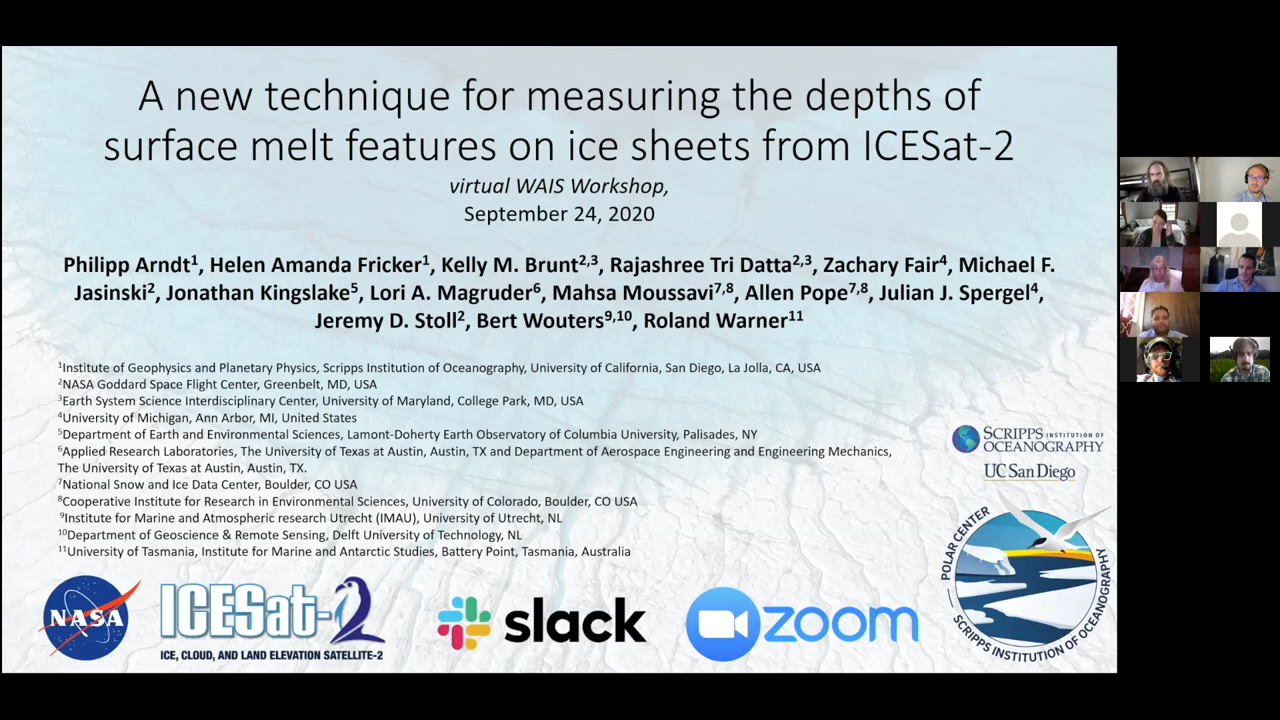 A new technique for measuring the depths of
surface melt features on ice sheets from ICESat-2
virtual WAIS Workshop,
September 24, 2020
Philipp Arndt¹, Helen Amanda Fricker¹, Kelly M. Brunt²,³, Rajashree Tri Datta²,³, Zachary Fair⁴, Michael F.
Jasinski², Jonathan Kingslake⁵, Lori A. Magruder⁶, Mahsa Moussavi⁷,⁸, Allen Pope⁷,⁸, Julian J. Spergel⁴,
Jeremy D. Stoll², Bert Wouters⁹,¹⁰, Roland Warner¹¹
¹Institute of Geophysics and Planetary Physics, Scripps Institution of Oceanography, University of California, San Diego, La Jolla, CA, USA
²NASA Goddard Space Flight Center, Greenbelt, MD, USA
³Earth System Science Interdisciplinary Center, University of Maryland, College Park, MD, USA
⁴University of Michigan, Ann Arbor, MI, United States
⁵Department of Earth and Environmental Sciences, Lamont-Doherty Earth Observatory of Columbia University, Palisades, NY
⁶Applied Research Laboratories, The University of Texas at Austin, Austin, TX and Department of Aerospace Engineering and Engineering Mechanics,
The University of Texas at Austin, Austin, TX.
⁷National Snow and Ice Data Center, Boulder, CO USA
⁸Cooperative Institute for Research in Environmental Sciences, University of Colorado, Boulder, CO USA
⁹Institute for Marine and Atmospheric research Utrecht (IMAU), University of Utrecht, NL
¹⁰Department of Geoscience & Remote Sensing, Delft University of Technology, NL
¹¹University of Tasmania, Institute for Marine and Antarctic Studies, Battery Point, Tasmania, Australia
SCRIPPS INSTITUTION OF
OCEANOGRAPHY
UC San Diego
POLAR CENTER
SCRIPPS INSTITUTION OF OCEANOGRAPHY
NASA
ICESat-2
ICE, CLOUD, AND LAND ELEVATION SATELLITE-2
slack
zoom